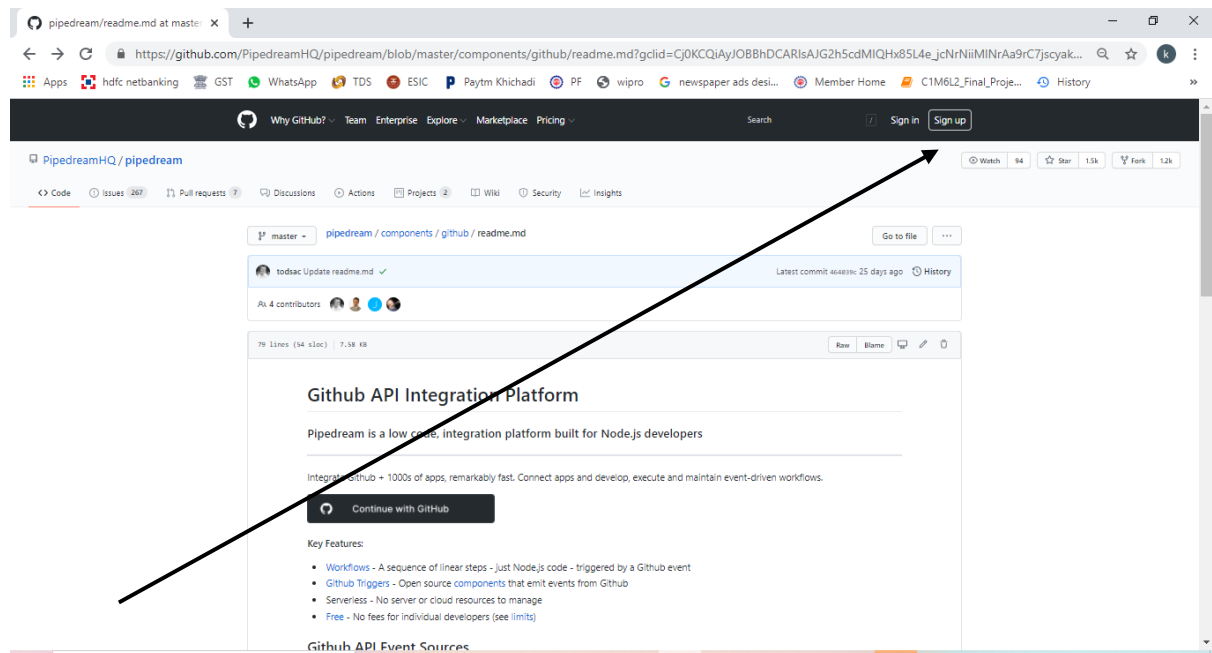 pipedream/readme.md at master
https://github.com/PipedreamHQ/pipedream/blob/master/components/github/readme.md?gclid=Cj0KCQiAyJOBBhDCARIsAJG2h5cdMIQHx85L4e_jcNrNiiMINrAa9rC7jscyak... k
Apps hdfc netbanking GST WhatsApp TDS ESIC Paytm Khichadi PF wipro newspaper ads desi... Member Home C1M6L2_Final_Proje... History »
Why GitHub? Team Enterprise Explore Marketplace Pricing Search / Sign in Sign up
PipedreamHQ / pipedream Watch 94 Star 1.5k Fork 1.2k
Code Issues 267 Pull requests 7 Discussions Actions Projects 2 Wiki Security Insights
master pipedream / components / github / readme.md Go to file ...
todsac Update readme.md Latest commit 464839c 25 days ago History
4 contributors
79 lines (54 sloc) 7.58 KB Raw Blame
Github API Integration Platform
Pipedream is a low code, integration platform built for Node.js developers
Integrate Github + 1000s of apps, remarkably fast. Connect apps and develop, execute and maintain event-driven workflows.
Continue with GitHub
Key Features:
• Workflows - A sequence of linear steps - just Node.js code - triggered by a Github event
• Github Triggers - Open source components that emit events from Github
• Serverless - No server or cloud resources to manage
• Free - No fees for individual developers (see limits)
Github API Event Sources